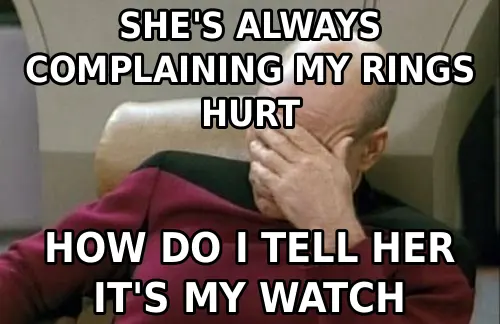 SHE'S ALWAYS
COMPLAINING MY RINGS
HURT
HOW DO I TELL HER
IT'S MY WATCH